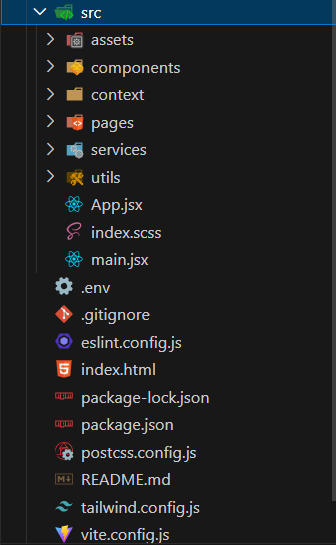 src
assets
components
context
pages
services
utils
App.jsx
index.scss
main.jsx
.env
.gitignore
eslint.config.js
index.html
package-lock.json
package.json
postcss.config.js
README.md
tailwind.config.js
vite.config.js